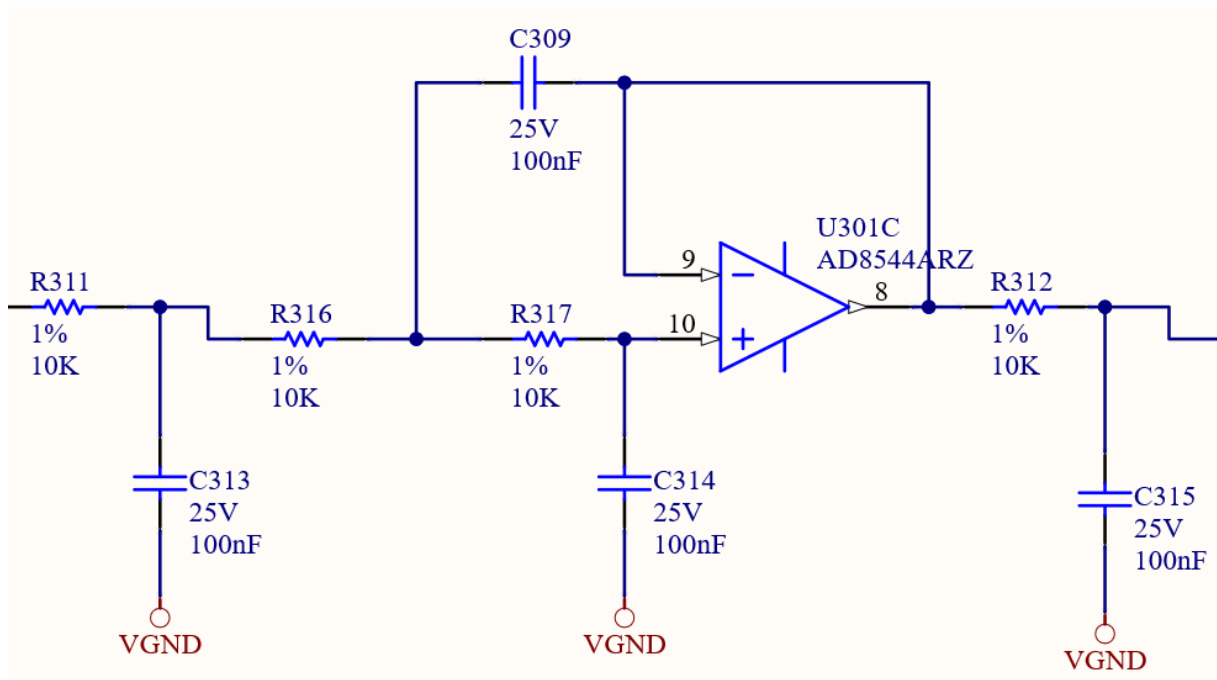 C309
25V
100nF
U301C
AD8544ARZ
9
8
10
R311
1%
10K
R316
1%
10K
R317
1%
10K
R312
1%
10K
C313
25V
100nF
C314
25V
100nF
C315
25V
100nF
VGND
VGND
VGND